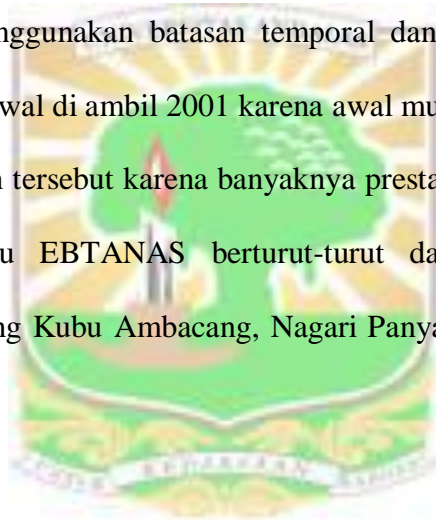 nggunakan batasan temporal dan
wal di ambil 2001 karena awal mu
n tersebut karena banyaknya presta
u EBTANAS berturut-turut da
ng Kubu Ambacang, Nagari Panya